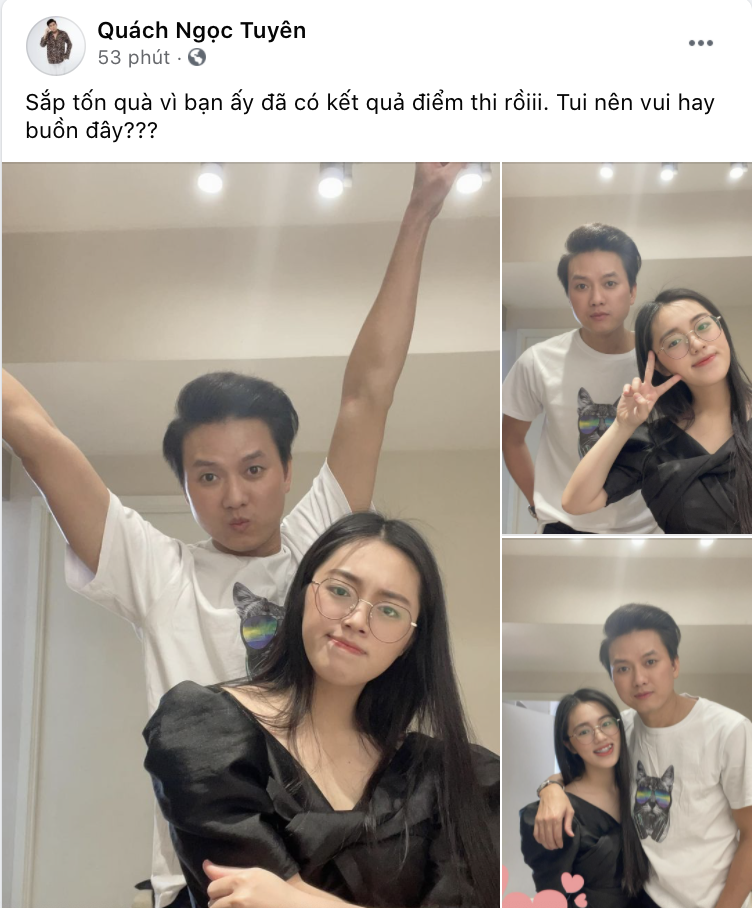 Quách Ngọc Tuyên
53 phút ·
Sắp tốn quà vì bạn ấy đã có kết quả điểm thi rồiii. Tui nên vui hay
buồn đây???